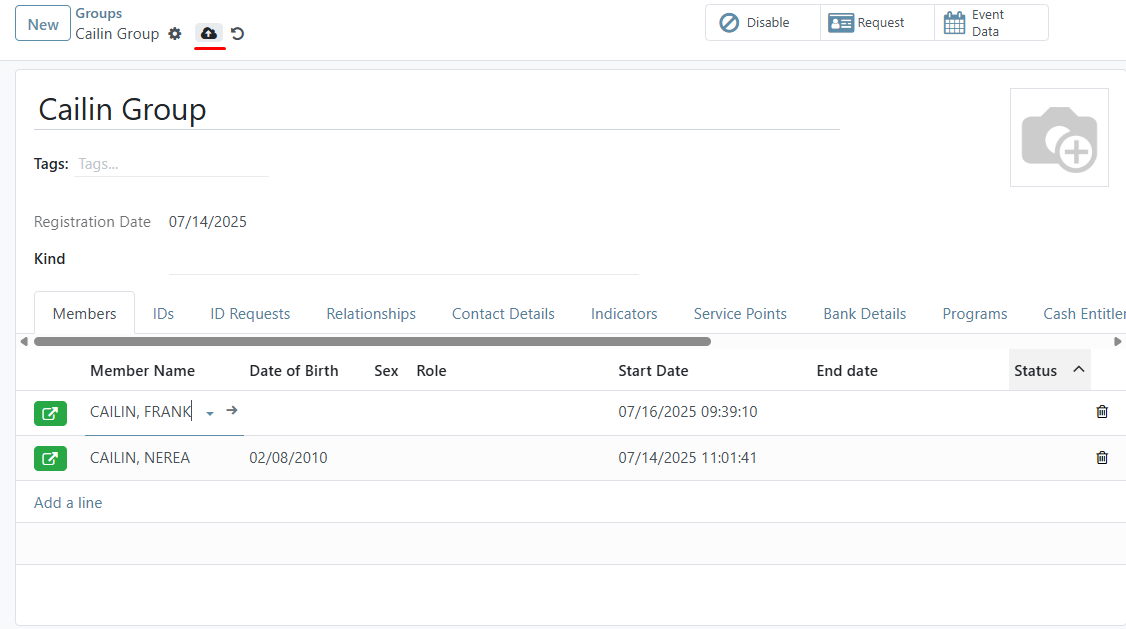 New
Groups
Cailin Group
Disable
Request
Event
Data
Cailin Group
Tags: Tags...
Registration Date 07/14/2025
Kind
Members IDs ID Requests Relationships Contact Details Indicators Service Points Bank Details Programs Cash Entitler
Member Name Date of Birth Sex Role Start Date End date Status
CAILIN, FRANK 07/16/2025 09:39:10
CAILIN, NEREA 02/08/2010 07/14/2025 11:01:41
Add a line